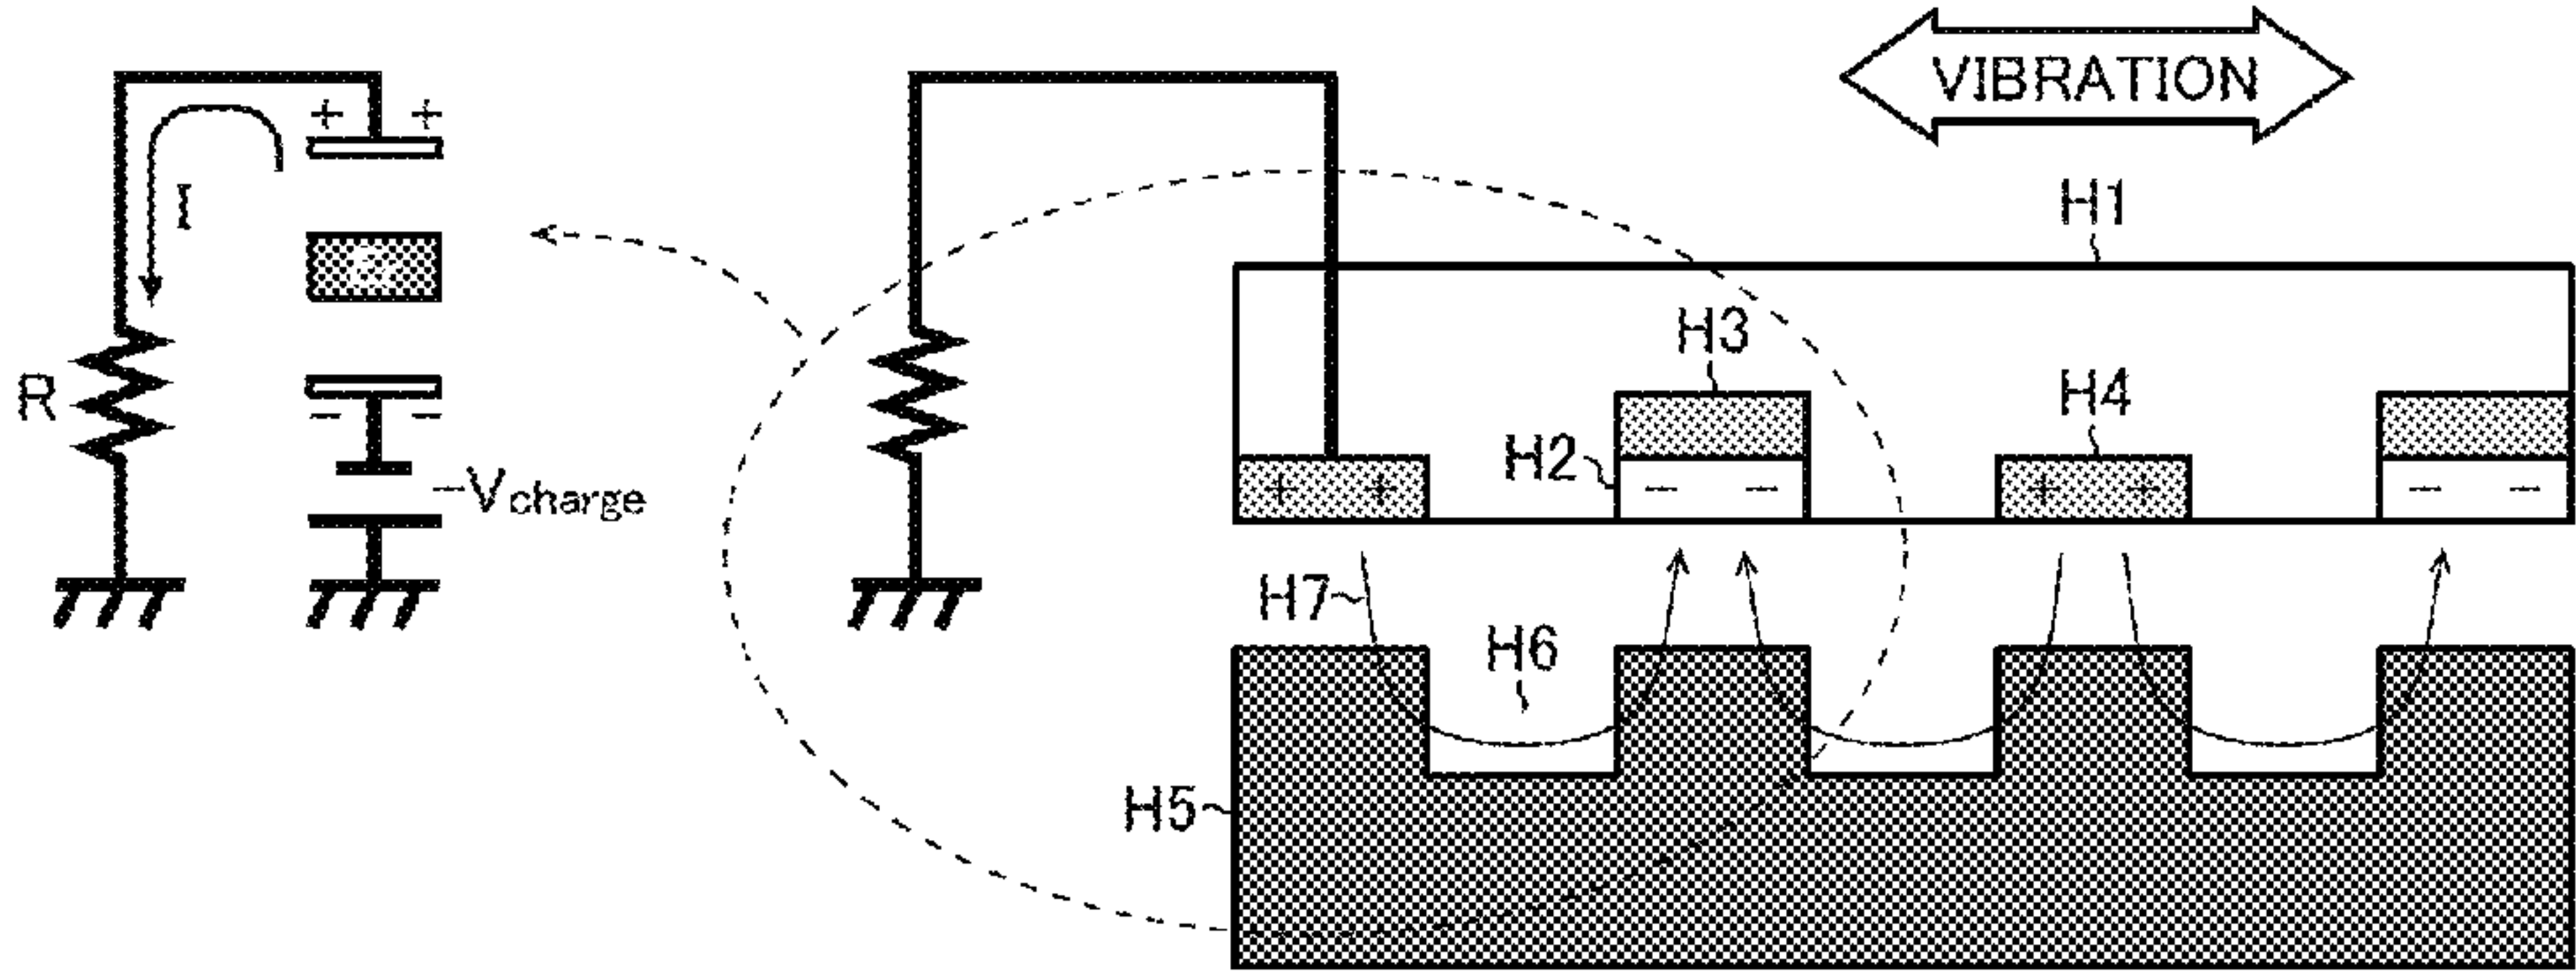 VIBRATION
+ +
I
H1
H3
R
H4
H2
−Vcharge
+ +
− −
+ +
− −
− −
H7
H6
H5